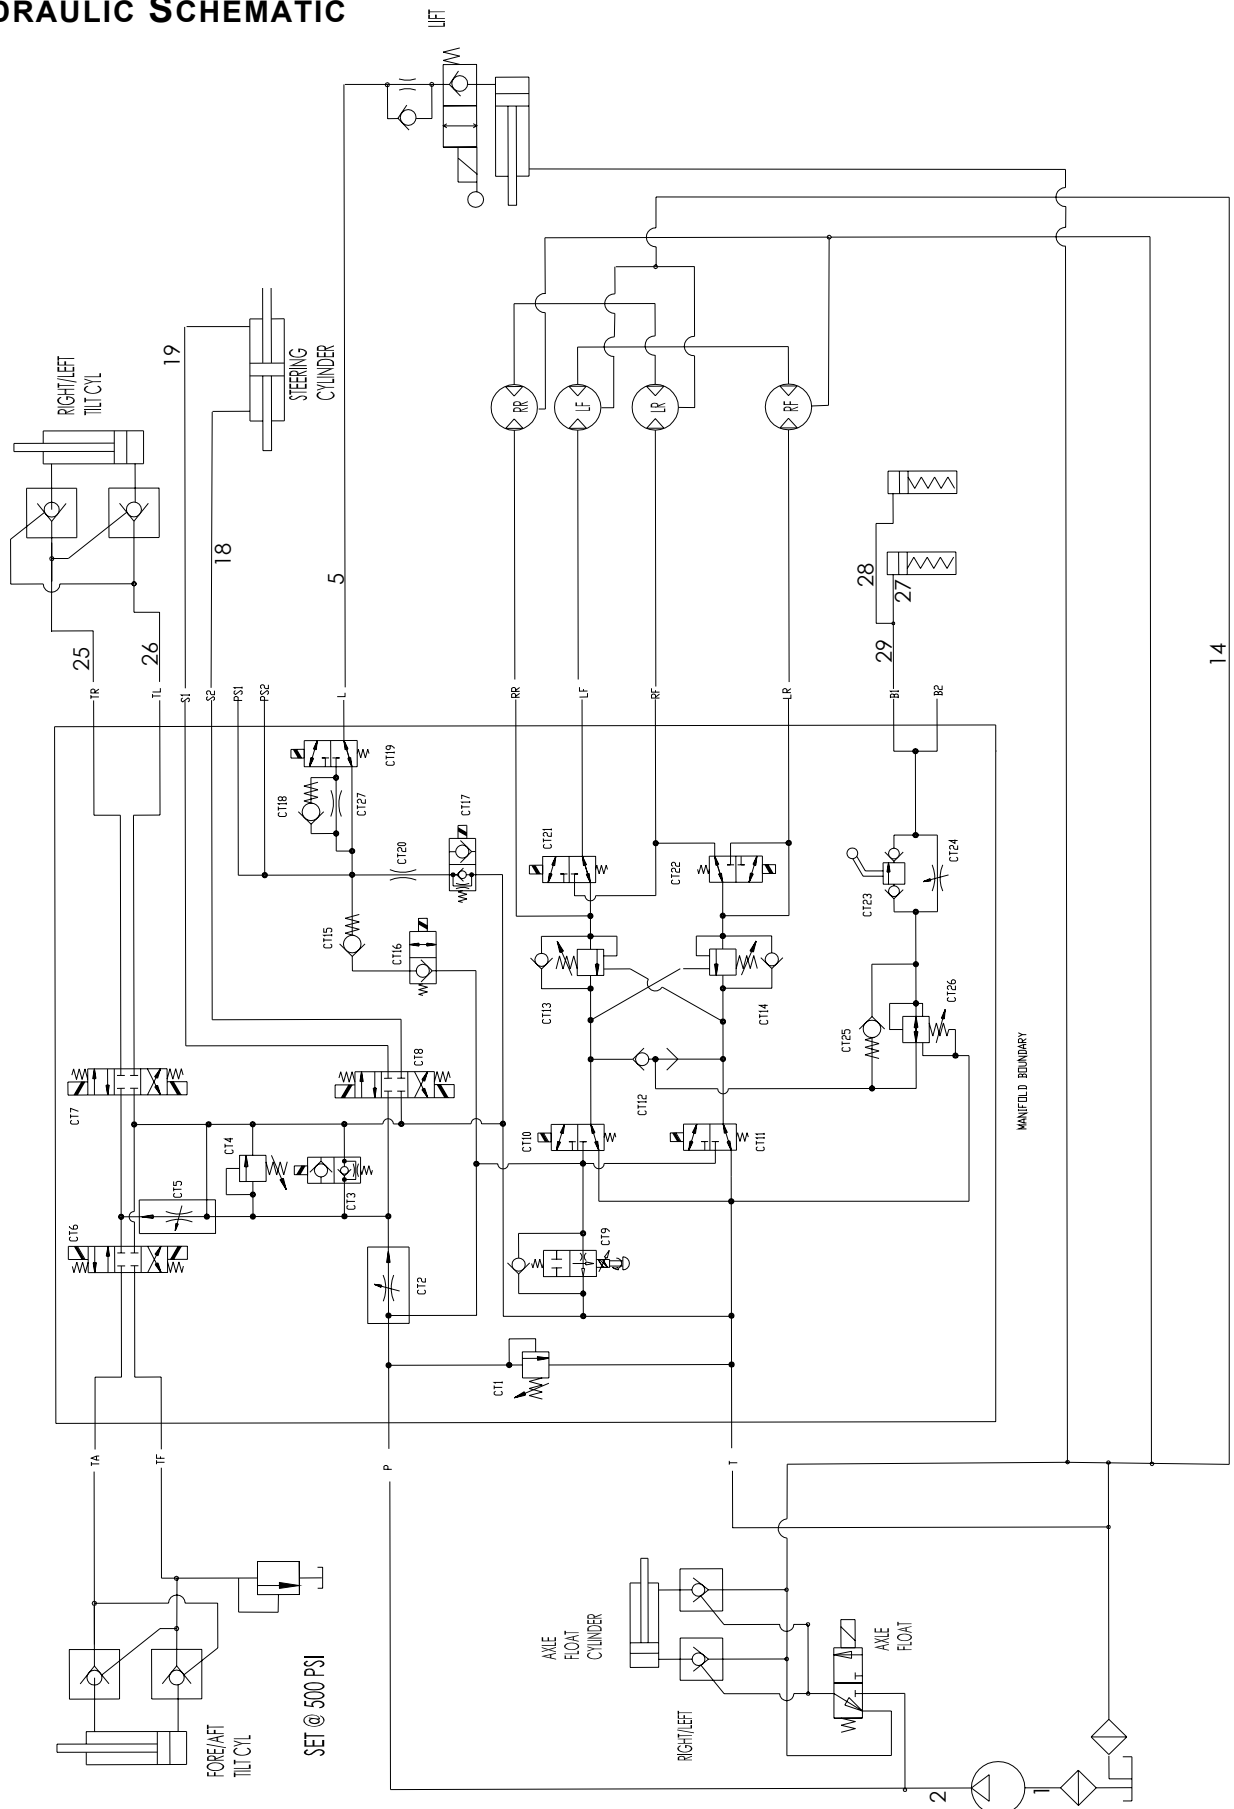 DRAULIC SCHEMATIC
LIFT
19
RIGHT/LEFT
TILT CYL
STEERING
CYLINDER
18
5
25
26
28
27
29
14
RR
LF
LR
RF
TR
TL
S1
S2
PS1
PS2
L
RR
LF
RF
LR
B1
B2
CT19
CT18
CT27
CT17
CT20
CT21
CT22
CT24
CT23
CT15
CT16
CT13
CT14
CT25
CT26
CT7
CT8
CT12
CT10
CT11
CT4
CT3
CT5
CT6
CT2
CT9
CT1
MANIFOLD BOUNDARY
TA
TF
P
T
AXLE
FLOAT
CYLINDER
AXLE
FLOAT
RIGHT/LEFT
FORE/AFT
TILT CYL
SET @ 500 PSI
2
1